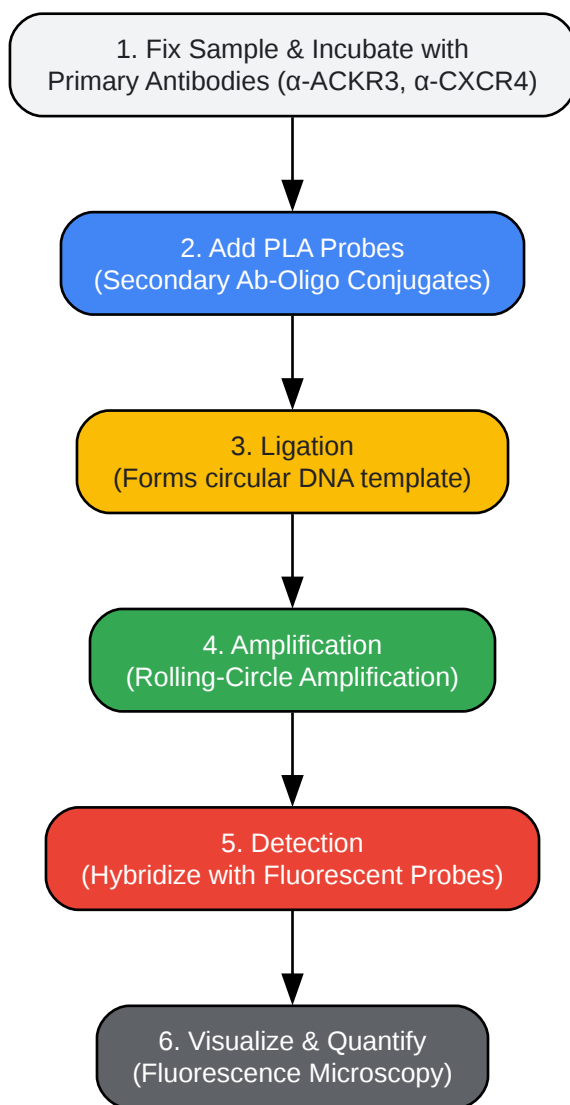 1. Fix Sample & Incubate with
Primary Antibodies (α-ACKR3, α-CXCR4)
2. Add PLA Probes
(Secondary Ab-Oligo Conjugates)
3. Ligation
(Forms circular DNA template)
4. Amplification
(Rolling-Circle Amplification)
5. Detection
(Hybridize with Fluorescent Probes)
6. Visualize & Quantify
(Fluorescence Microscopy)